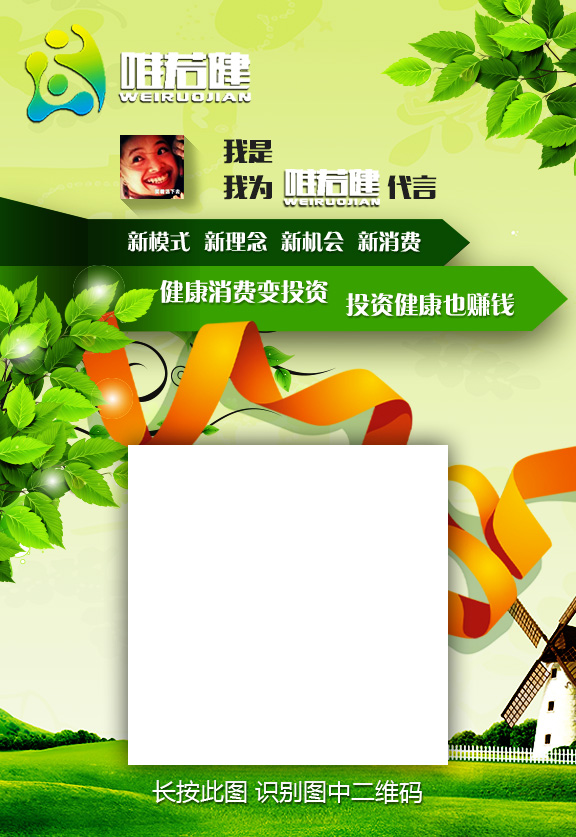 唯若健
WEIRUOJIAN
我是
我为 唯若健 WEIRUOJIAN 代言
新模式 新理念 新机会 新消费
健康消费变投资 投资健康也赚钱
长按此图 识别图中二维码